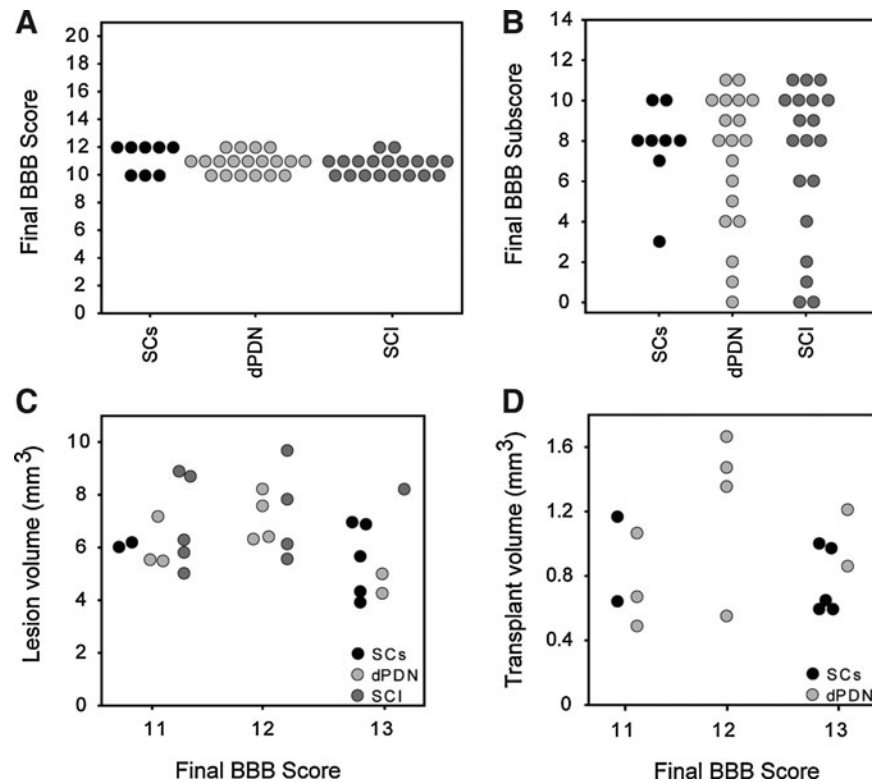 A
Final BBB Score
20
18
16
14
12
10
8
6
4
2
0
SCs
dPDN
SCI
B
Final BBB Subscore
14
12
10
8
6
4
2
0
SCs
dPDN
SCI
C
Lesion volume (mm³)
10
8
6
4
2
0
SCs
dPDN
SCI
11 12 13
Final BBB Score
D
Transplant volume (mm³)
1.6
1.2
0.8
0.4
0
SCs
dPDN
11 12 13
Final BBB Score